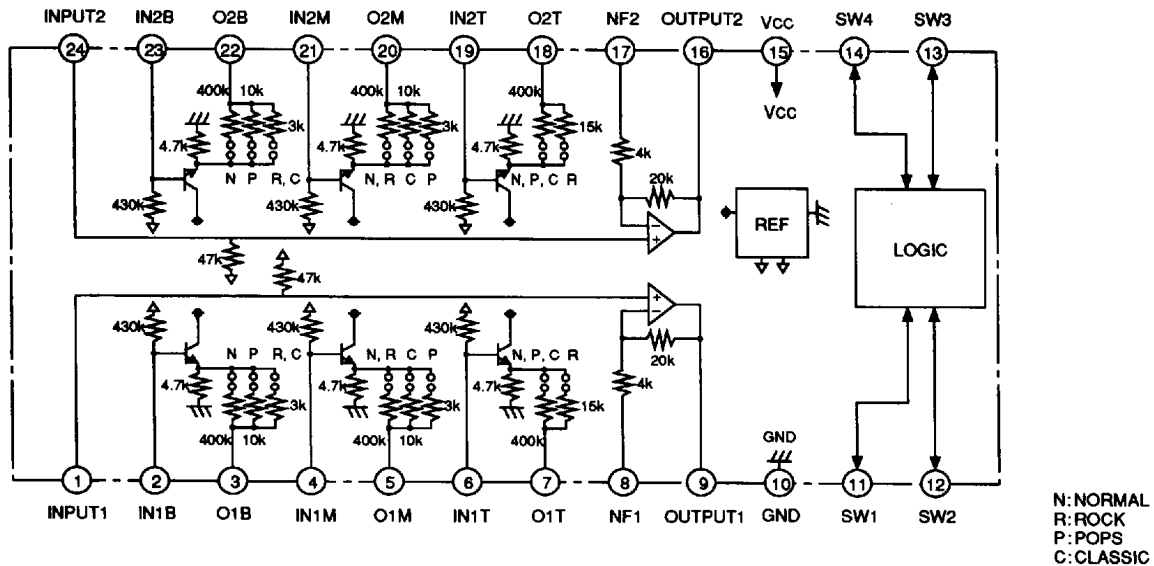 INPUT2 IN2B O2B IN2M O2M IN2T O2T NF2 OUTPUT2 VCC SW4 SW3
24 23 22 21 20 19 18 17 16 15 14 13
400k 10k 400k 10k 400k VCC
3k 3k 15k
4.7k 4.7k 4.7k 4k
N P R, C N, R C P N, P, C R 20k
430k 430k 430k
− +
REF
LOGIC
47k
47k
+ −
430k 430k 430k
N P R, C N, R C P N, P, C R 20k
4.7k 4.7k 4.7k 4k
3k 3k 15k
400k 10k 400k 10k 400k GND
1 2 3 4 5 6 7 8 9 10 11 12
INPUT1 IN1B O1B IN1M O1M IN1T O1T NF1 OUTPUT1 GND SW1 SW2
N:NORMAL
R:ROCK
P:POPS
C:CLASSIC